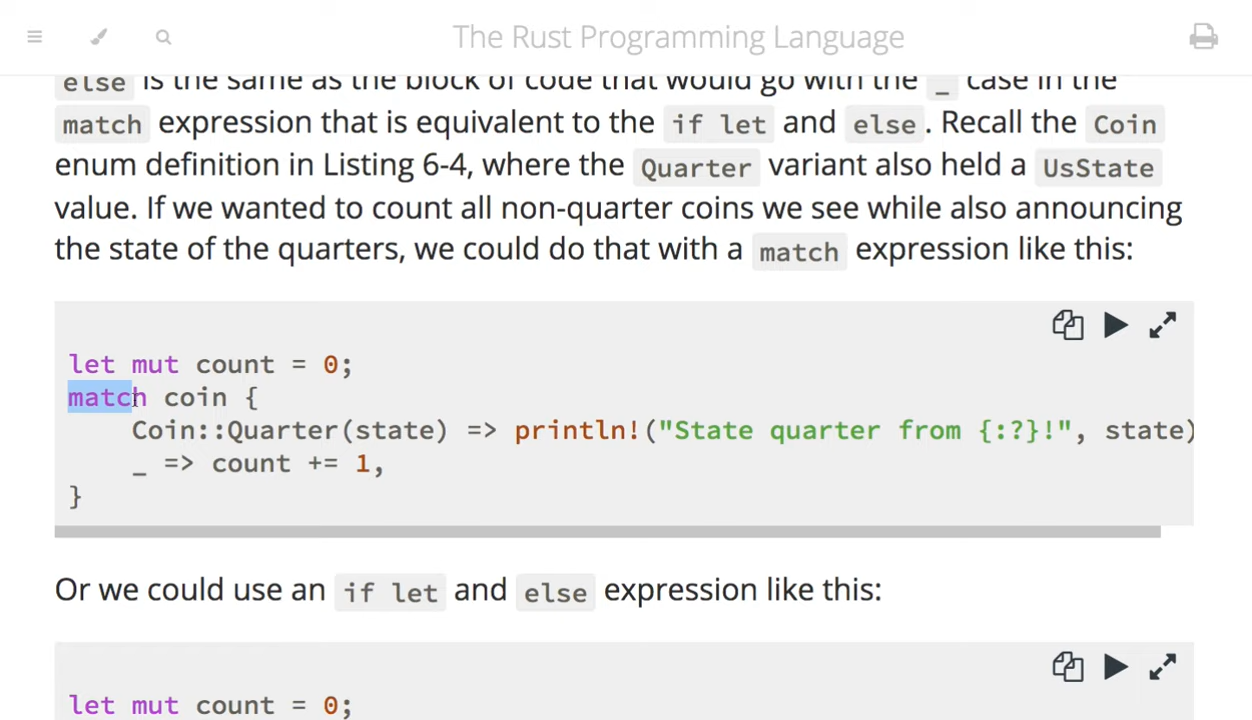 The Rust Programming Language
else is the same as the block of code that would go with the _ case in the
match expression that is equivalent to the if let and else. Recall the Coin
enum definition in Listing 6-4, where the Quarter variant also held a UsState
value. If we wanted to count all non-quarter coins we see while also announcing
the state of the quarters, we could do that with a match expression like this:
let mut count = 0;
match coin {
    Coin::Quarter(state) => println!("State quarter from {:?}!", state)
    _ => count += 1,
}
Or we could use an if let and else expression like this:
let mut count = 0;